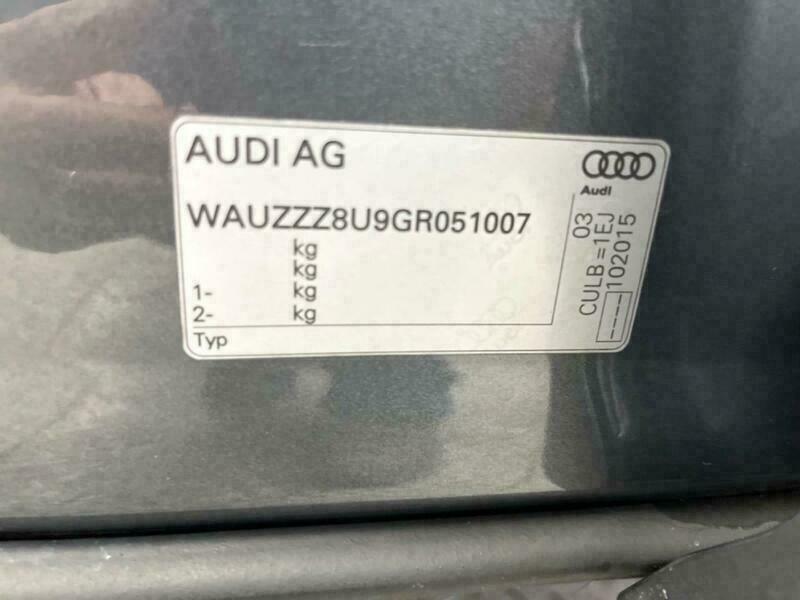 AUDI AG
Audi
WAUZZZ8U9GR051007
kg
kg
1- kg
2- kg
Typ
03
CULB =1EJ
----102015